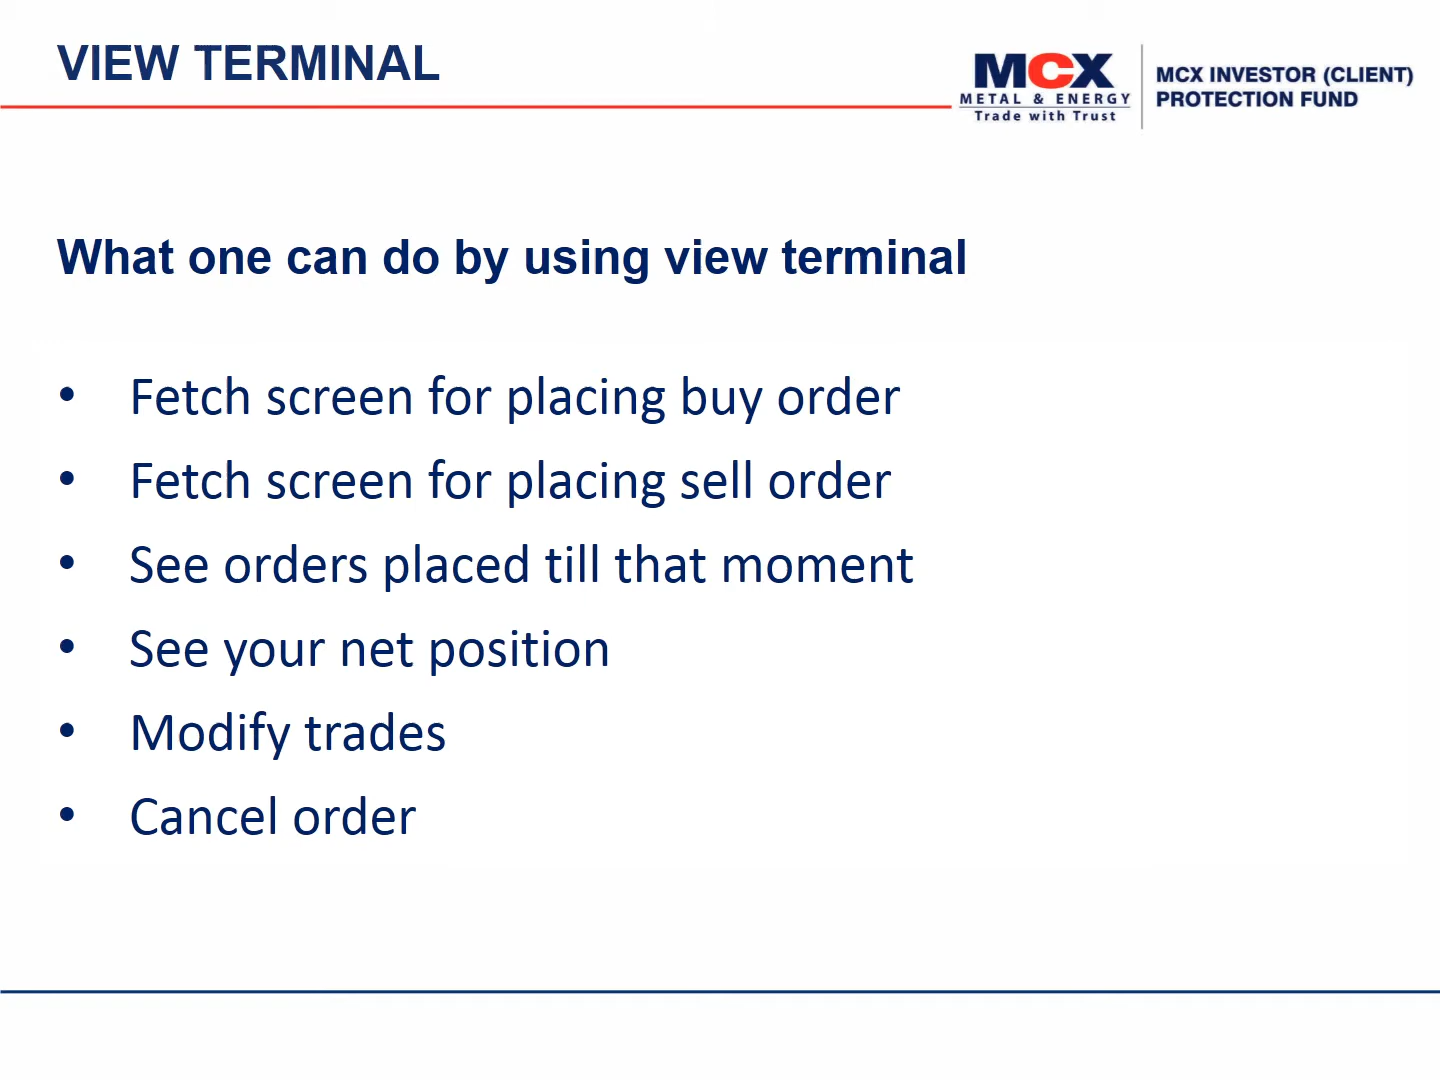 VIEW TERMINAL
MCX
METAL & ENERGY
Trade with Trust
MCX INVESTOR (CLIENT)
PROTECTION FUND
What one can do by using view terminal
• Fetch screen for placing buy order
• Fetch screen for placing sell order
• See orders placed till that moment
• See your net position
• Modify trades
• Cancel order